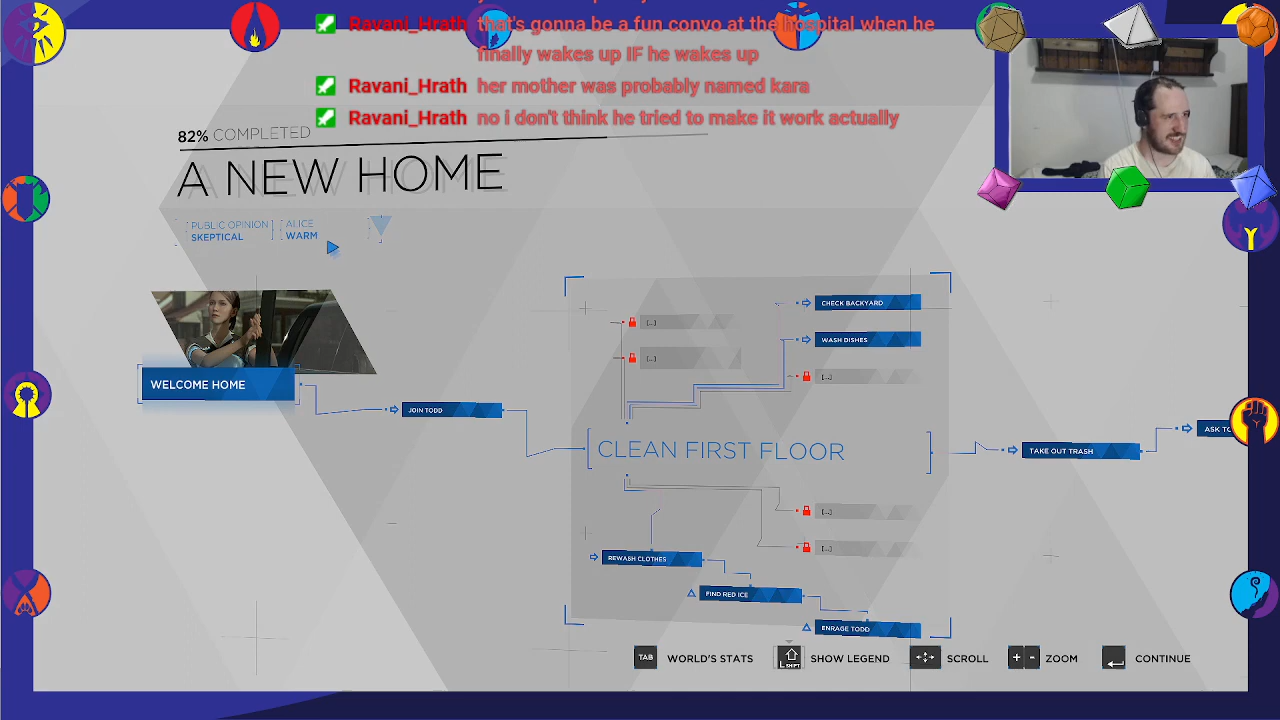 Ravani_Hrath that's gonna be a fun convo at the hospital when he
finally wakes up IF he wakes up
Ravani_Hrath her mother was probably named kara
Ravani_Hrath no i don't think he tried to make it work actually
82% COMPLETED
A NEW HOME
PUBLIC OPINION
SKEPTICAL
ALICE
WARM
WELCOME HOME
JOIN TODD
[...]
[...]
CHECK BACKYARD
WASH DISHES
[...]
CLEAN FIRST FLOOR
[...]
[...]
REWASH CLOTHES
FIND RED ICE
ENRAGE TODD
TAKE OUT TRASH
ASK TO
TAB WORLD'S STATS
L SHIFT SHOW LEGEND
SCROLL
+ - ZOOM
CONTINUE